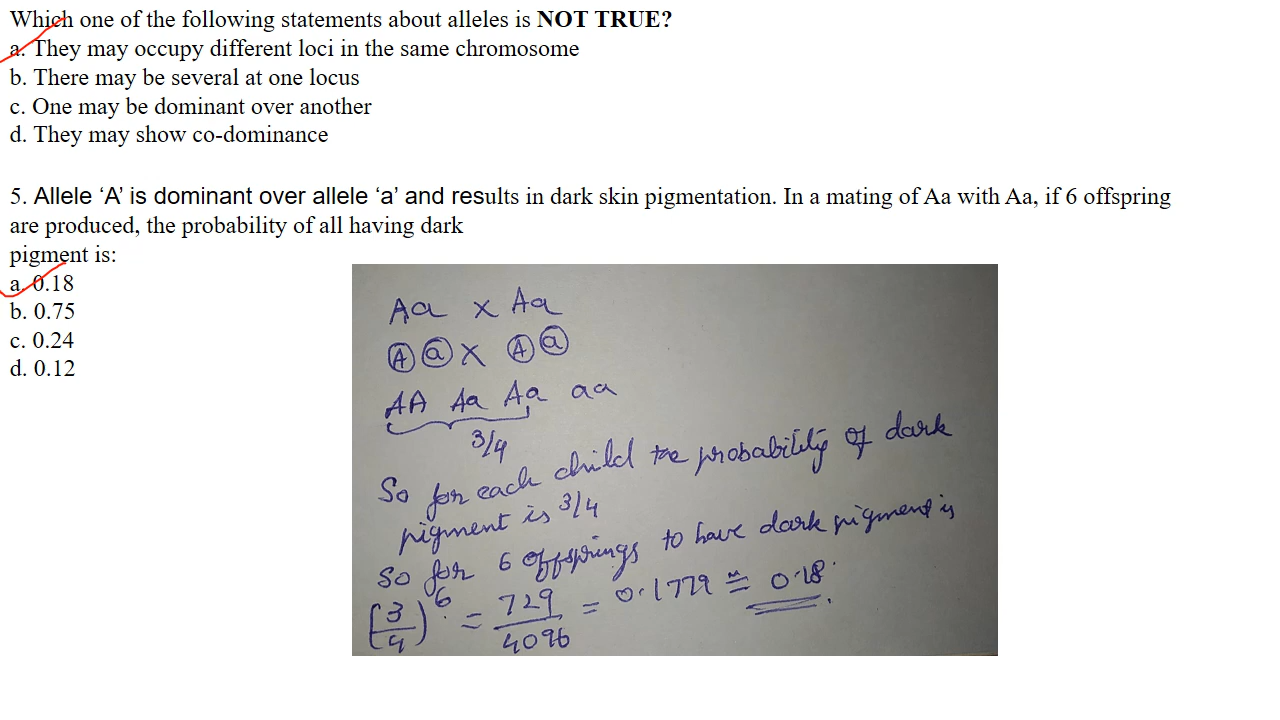 Which one of the following statements about alleles is NOT TRUE?
a. They may occupy different loci in the same chromosome
b. There may be several at one locus
c. One may be dominant over another
d. They may show co-dominance
5. Allele ‘A’ is dominant over allele ‘a’ and results in dark skin pigmentation. In a mating of Aa with Aa, if 6 offspring
are produced, the probability of all having dark
pigment is:
a. 0.18
b. 0.75
c. 0.24
d. 0.12
Aa × Aa
A a × A a
AA Aa Aa aa
3/4
So for each child the probability of dark
pigment is 3/4
So for 6 offsprings to have dark pigment is
(3/4)^6 = 729/4096 = 0.1779 ≅ 0.18.